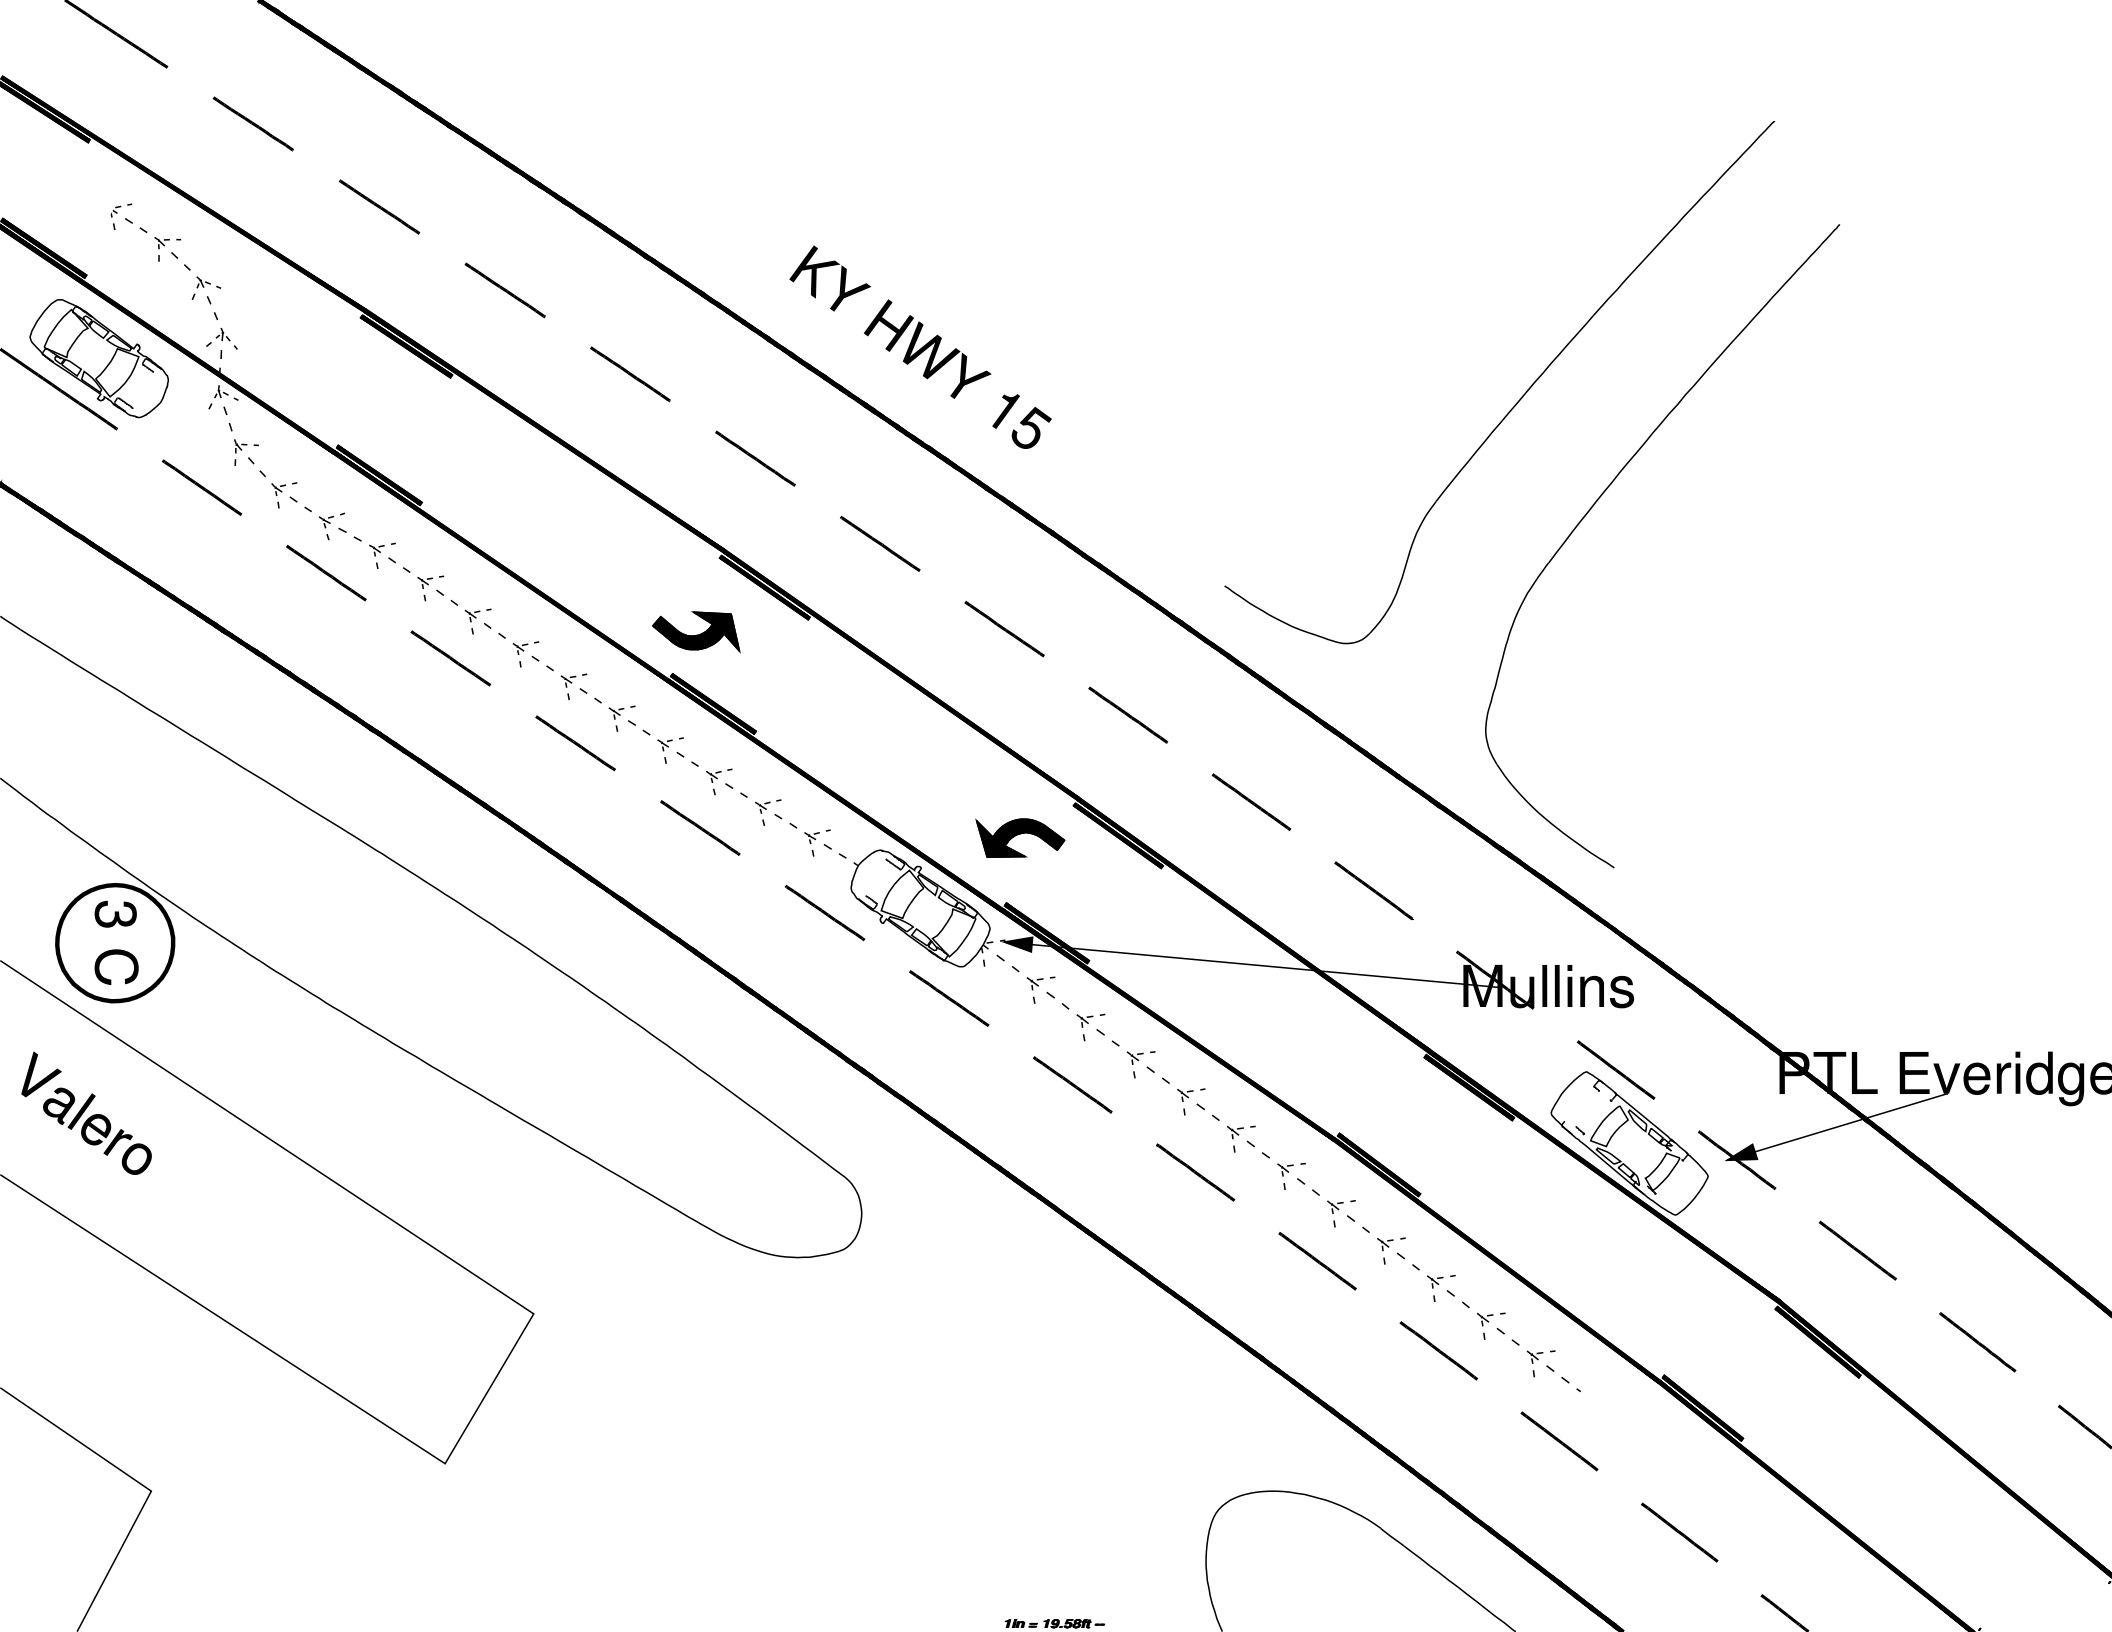 KY HWY 15
Mullins
PTL Everidge
3 C
Valero
1in = 19.58ft --